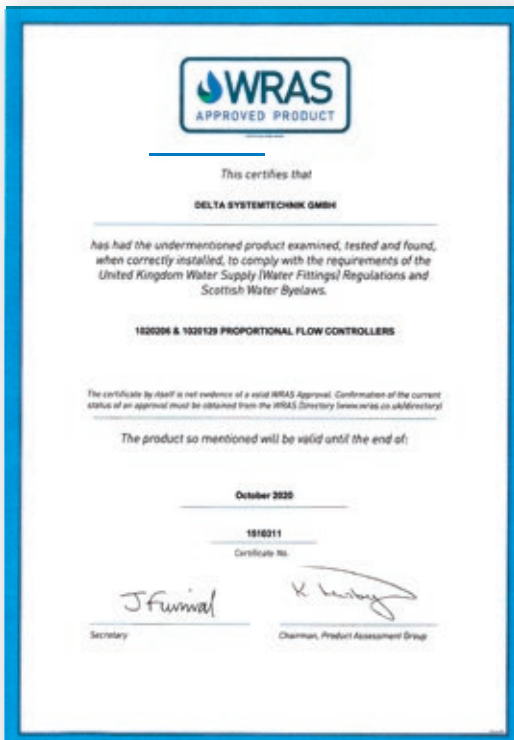 WRAS
APPROVED PRODUCT
This certifies that
DELTA SYSTEMTECHNIK GMBH
has had the undermentioned product examined, tested and found,
when correctly installed, to comply with the requirements of the
United Kingdom Water Supply (Water Fittings) Regulations and
Scottish Water Byelaws.
1020206 & 1020129 PROPORTIONAL FLOW CONTROLLERS
The certificate by itself is not evidence of a valid WRAS Approval. Confirmation of the current
status of an approval must be obtained from the WRAS Directory (www.wras.co.uk/directory)
The product so mentioned will be valid until the end of:
October 2020
1510311
Certificate No.
J Furnival
K
Secretary
Chairman, Product Assessment Group